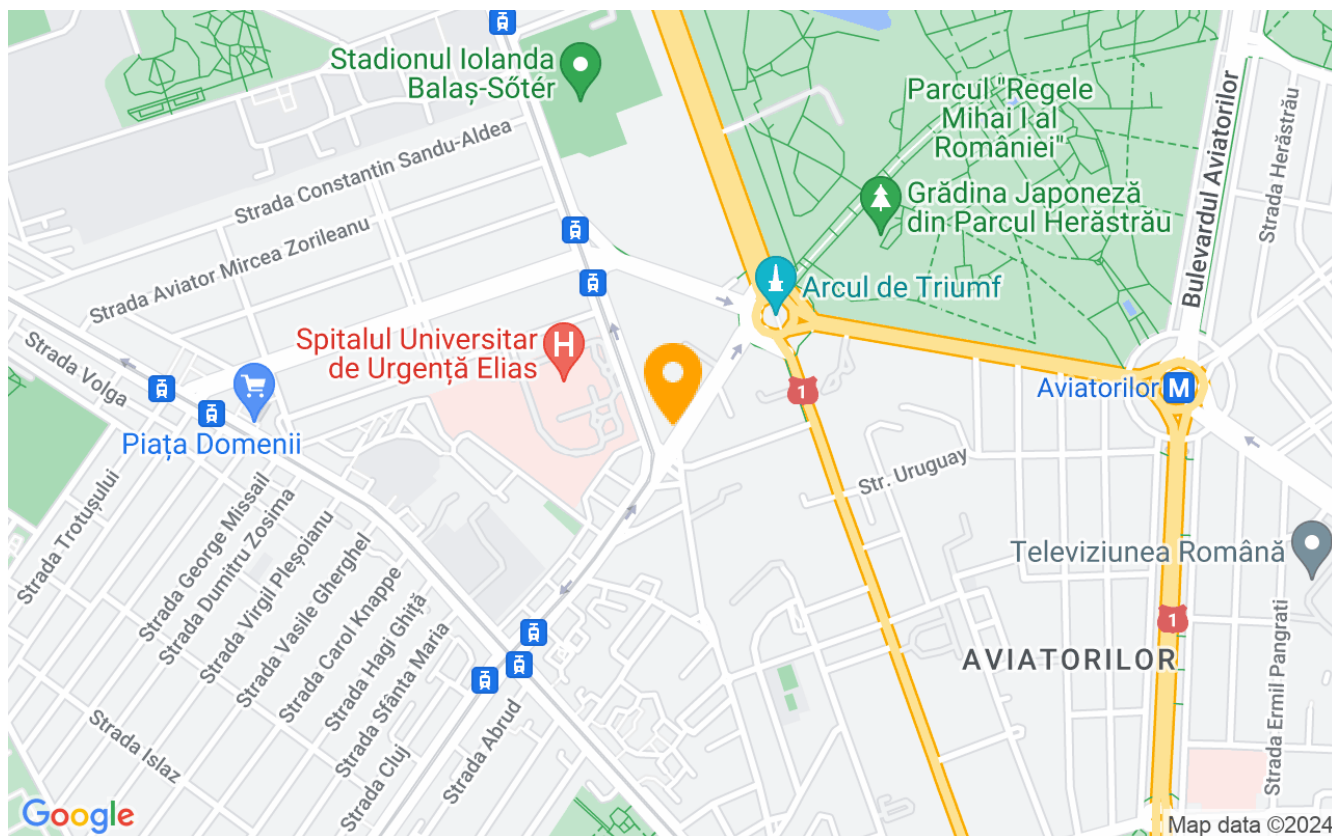 Stadionul Iolanda
Balaș-Sőtér
Parcul "Regele
Mihai I al
României"
Bulevardul Aviatorilor
Strada Herăstrău
Strada Constantin Sandu-Aldea
Grădina Japoneză
din Parcul Herăstrău
Strada Aviator Mircea Zorileanu
Arcul de Triumf
Spitalul Universitar
de Urgență Elias
H
Strada Volga
Aviatorilor
M
1
Piața Domenii
Str. Uruguay
Strada Trotușului
Strada George Missail
Strada Dumitru Zosima
Strada Virgil Pleșoianu
Strada Vasile Gherghel
Strada Carol Knappe
Strada Hagi Ghiță
Strada Sfânta Maria
Strada Cluj
Strada Abrud
Strada Islaz
Televiziunea Română
1
AVIATORILOR
Strada Ermil Pangrati
Google
Map data ©2024